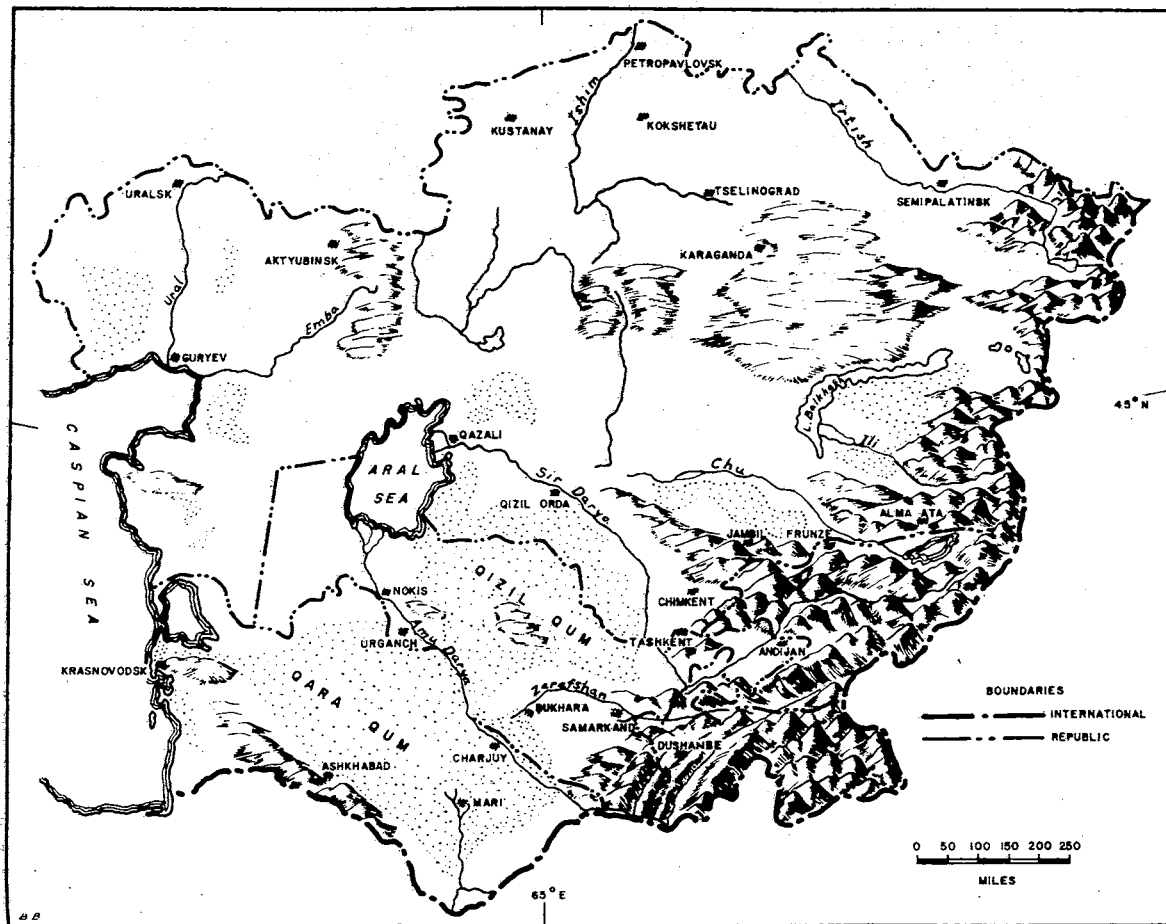 PETROPAVLOVSK
Ishim
KUSTANAY
KOKSHETAU
Irtish
URALSK
TSELINOGRAD
SEMIPALATINSK
AKTYUBINSK
KARAGANDA
Ural
Emba
GURYEV
L. Balkhash
45° N
CASPIAN SEA
QAZALI
ARAL
SEA
Sir Darya
Chu
Ili
QIZIL ORDA
ALMA ATA
JAMBIL
FRUNZE
QIZIL QUM
NOKIS
CHIMKENT
URGANCH
Amu Darya
TASHKENT
ANDIJAN
KRASNOVODSK
QARA QUM
Zarafshan
BUKHARA
SAMARKAND
DUSHANBE
CHARJUY
ASHKHABAD
MARI
BOUNDARIES
INTERNATIONAL
REPUBLIC
0 50 100 150 200 250
MILES
65° E
BB